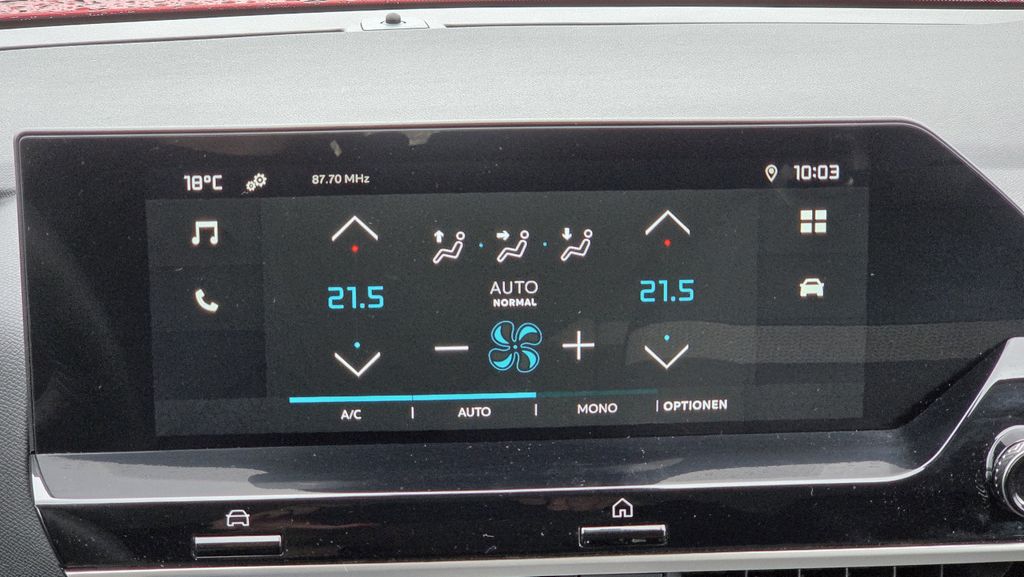 18°C
87.70 MHz
10:03
21.5
AUTO
NORMAL
21.5
A/C
AUTO
MONO
OPTIONEN